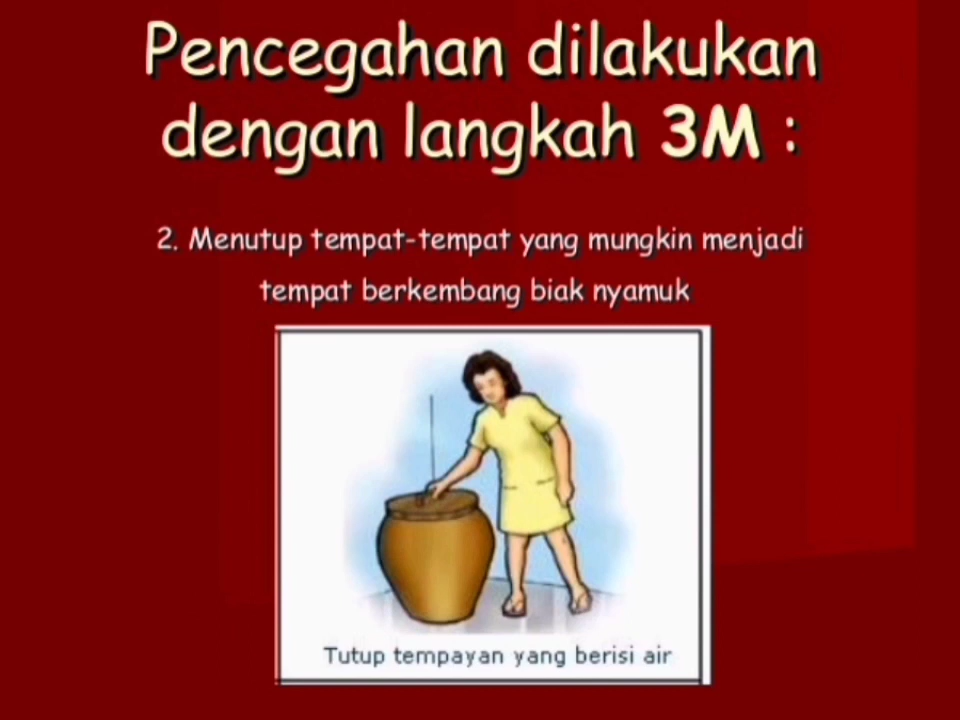 Pencegahan dilakukan
dengan langkah 3M :
2. Menutup tempat-tempat yang mungkin menjadi
tempat berkembang biak nyamuk
Tutup tempayan yang berisi air